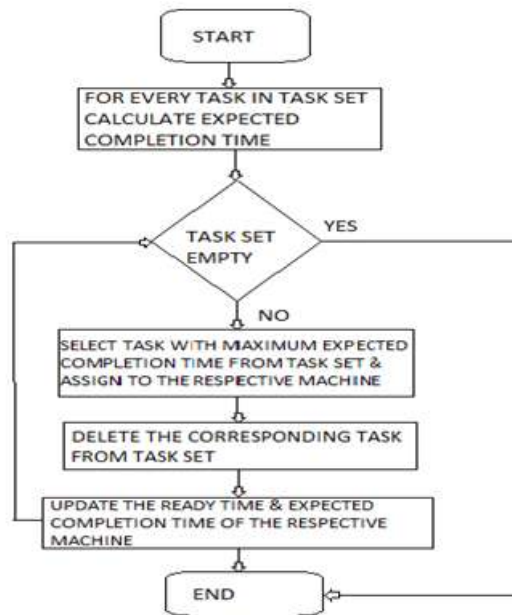 START
FOR EVERY TASK IN TASK SET
CALCULATE EXPECTED
COMPLETION TIME
TASK SET
EMPTY
YES
NO
SELECT TASK WITH MAXIMUM EXPECTED
COMPLETION TIME FROM TASK SET &
ASSIGN TO THE RESPECTIVE MACHINE
DELETE THE CORRESPONDING TASK
FROM TASK SET
UPDATE THE READY TIME & EXPECTED
COMPLETION TIME OF THE RESPECTIVE
MACHINE
END